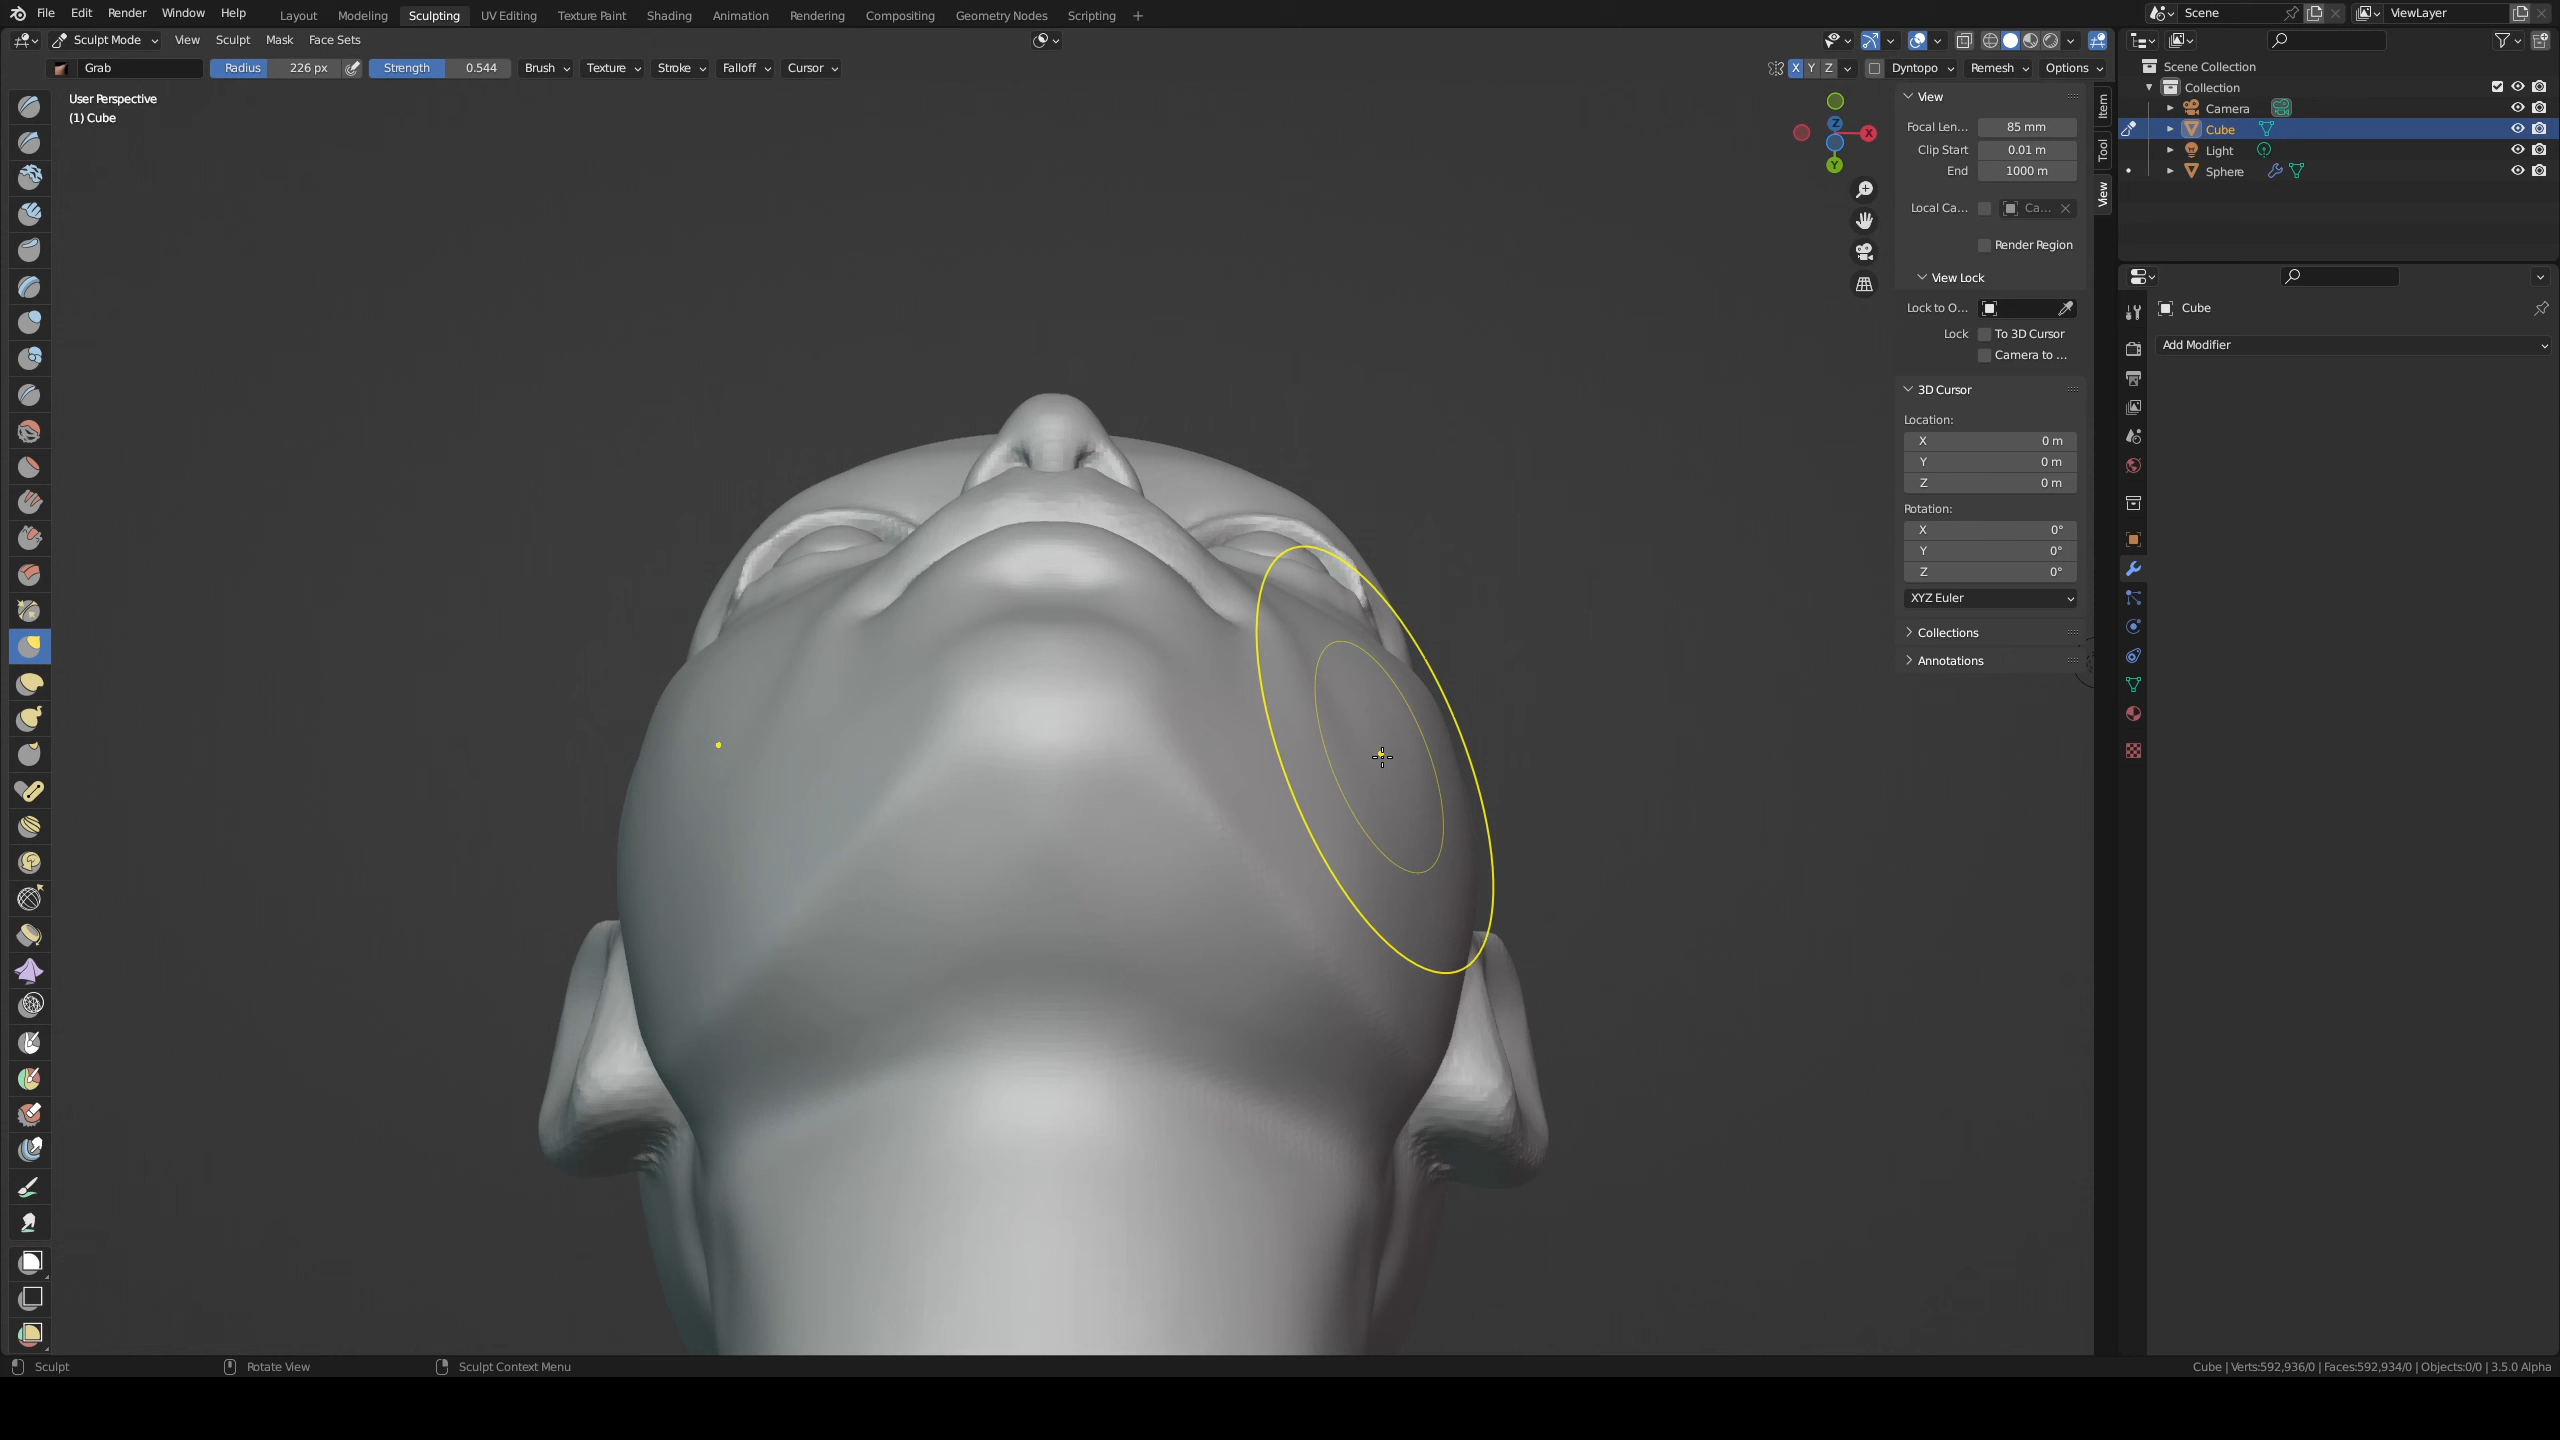 File Edit Render Window Help Layout Modeling Sculpting UV Editing Texture Paint Shading Animation Rendering Compositing Geometry Nodes Scripting + Scene ViewLayer
Sculpt Mode View Sculpt Mask Face Sets
Grab Radius 226 px Strength 0.544 Brush Texture Stroke Falloff Cursor X Y Z Dyntopo Remesh Options
User Perspective
(1) Cube
Z
X
Y
View
Focal Len... 85 mm
Clip Start 0.01 m
End 1000 m
Local Ca... Ca...
Render Region
View Lock
Lock to O...
Lock To 3D Cursor
Camera to ...
3D Cursor
Location:
X 0 m
Y 0 m
Z 0 m
Rotation:
X 0°
Y 0°
Z 0°
XYZ Euler
Collections
Annotations
Item
Tool
View
Scene Collection
Collection
Camera
Cube
Light
Sphere
Cube
Add Modifier
Sculpt Rotate View Sculpt Context Menu Cube | Verts:592,936/0 | Faces:592,934/0 | Objects:0/0 | 3.5.0 Alpha